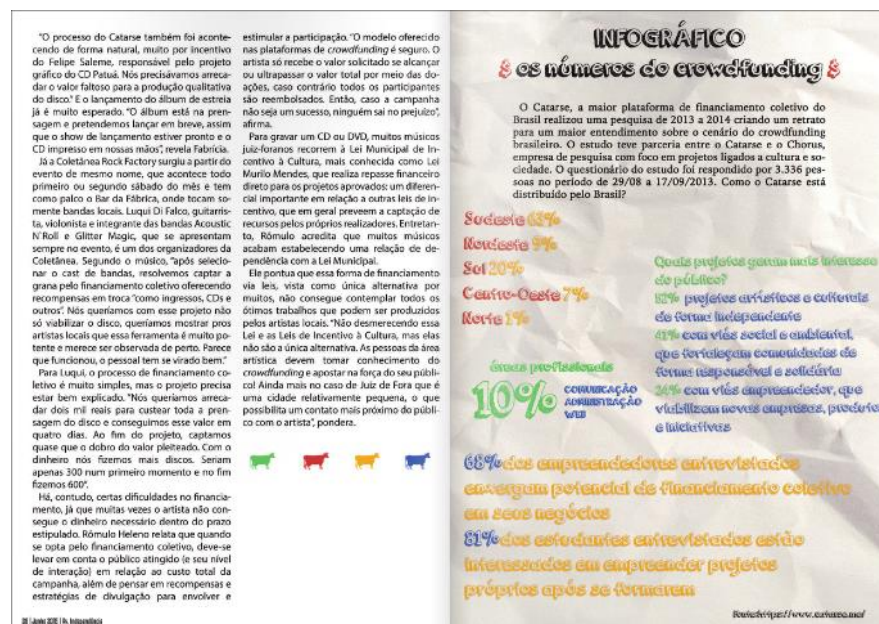 "O processo do Catarse também foi aconte-
cendo de forma natural, muito por incentivo
do Felipe Saleme, responsável pelo projeto
gráfico do CD Patuá. Nós precisávamos arreca-
dar o valor faltoso para a produção qualitativa
do disco." E o lançamento do álbum de estreia
já é muito esperado. "O álbum está na pren-
sagem e pretendemos lançar em breve, assim
que o show de lançamento estiver pronto e o
CD impresso em nossas mãos", revela Fabrícia.
Já a Coletânea Rock Factory surgiu a partir do
evento de mesmo nome, que acontece todo
primeiro ou segundo sábado do mês e tem
como palco o Bar da Fábrica, onde tocam so-
mente bandas locais. Luqui Di Falco, guitarris-
ta, violonista e integrante das bandas Acoustic
N´Roll e Glitter Magic, que se apresentam
sempre no evento, é um dos organizadores da
Coletânea. Segundo o músico, "após selecio-
nar o cast de bandas, resolvemos captar a
grana pelo financiamento coletivo oferecendo
recompensas em troca "como ingressos, CDs e
outros". Nós queríamos com esse projeto não
só viabilizar o disco, queríamos mostrar pros
artistas locais que essa ferramenta é muito po-
tente e merece ser observada de perto. Parece
que funcionou, o pessoal tem se virado bem."
Para Luqui, o processo de financiamento co-
letivo é muito simples, mas o projeto precisa
estar bem explicado. "Nós queríamos arreca-
dar dois mil reais para custear toda a pren-
sagem do disco e conseguimos esse valor em
quatro dias. Ao fim do projeto, captamos
quase que o dobro do valor pleiteado. Com o
dinheiro nós fizemos mais discos. Seriam
apenas 300 num primeiro momento e no fim
fizemos 600".
Há, contudo, certas dificuldades no financia-
mento, já que muitas vezes o artista não con-
segue o dinheiro necessário dentro do prazo
estipulado. Rômulo Heleno relata que quando
se opta pelo financiamento coletivo, deve-se
levar em conta o público atingido (e seu nível
de interação) em relação ao custo total da
campanha, além de pensar em recompensas e
estratégias de divulgação para envolver e
estimular a participação. "O modelo oferecido
nas plataformas de crowdfunding é seguro. O
artista só recebe o valor solicitado se alcançar
ou ultrapassar o valor total por meio das do-
ações, caso contrário todos os participantes
são reembolsados. Então, caso a campanha
não seja um sucesso, ninguém sai no prejuízo",
afirma.
Para gravar um CD ou DVD, muitos músicos
juiz-foranos recorrem à Lei Municipal de In-
centivo à Cultura, mais conhecida como Lei
Murilo Mendes, que realiza repasse financeiro
direto para os projetos aprovados: um diferen-
cial importante em relação a outras leis de in-
centivo, que em geral preveem a captação de
recursos pelos próprios realizadores. Entretan-
to, Rômulo acredita que muitos músicos
acabam estabelecendo uma relação de de-
pendência com a Lei Municipal.
Ele pontua que essa forma de financiamento
via leis, vista como única alternativa por
muitos, não consegue contemplar todos os
ótimos trabalhos que podem ser produzidos
pelos artistas locais. "Não desmerecendo essa
Lei e as Leis de Incentivo à Cultura, mas elas
não são a única alternativa. As pessoas da área
artística devem tomar conhecimento do
crowdfunding e apostar na força do seu públi-
co! Ainda mais no caso de Juiz de Fora que é
uma cidade relativamente pequena, o que
possibilita um contato mais próximo do públi-
co com o artista", pondera.
Junho 2015 | Rv. Independência
INFOGRÁFICO
$ os números do crowdfunding $
O Catarse, a maior plataforma de financiamento coletivo do
Brasil realizou uma pesquisa de 2013 a 2014 criando um retrato
para um maior entendimento sobre o cenário do crowdfunding
brasileiro. O estudo teve parceria entre o Catarse e o Chorus,
empresa de pesquisa com foco em projetos ligados a cultura e so-
ciedade. O questionário do estudo foi respondido por 3.336 pes-
soas no período de 29/08 a 17/09/2013. Como o Catarse está
distribuído pelo Brasil?
Sudeste 63%
Nordeste 9%
Sul 20%
Centro-Oeste 7%
Norte 1%
Quais projetos geram mais interesse
do público?
52% projetos artísticos e culturais
de forma independente
41% com viés social e ambiental,
que fortaleçam comunidades de
forma responsável e solidária
24% com viés empreendedor, que
viabilizem novas empresas, produtos
e iniciativas
áreas profissionais
10%
COMUNICAÇÃO
ADMINISTRAÇÃO
WEB
68% dos empreendedores entrevistados
enxergam potencial de financiamento coletivo
em seus negócios
81% dos estudantes entrevistados estão
interessados em empreender projetos
próprios após se formarem
fonte:https://www.catarse.me/